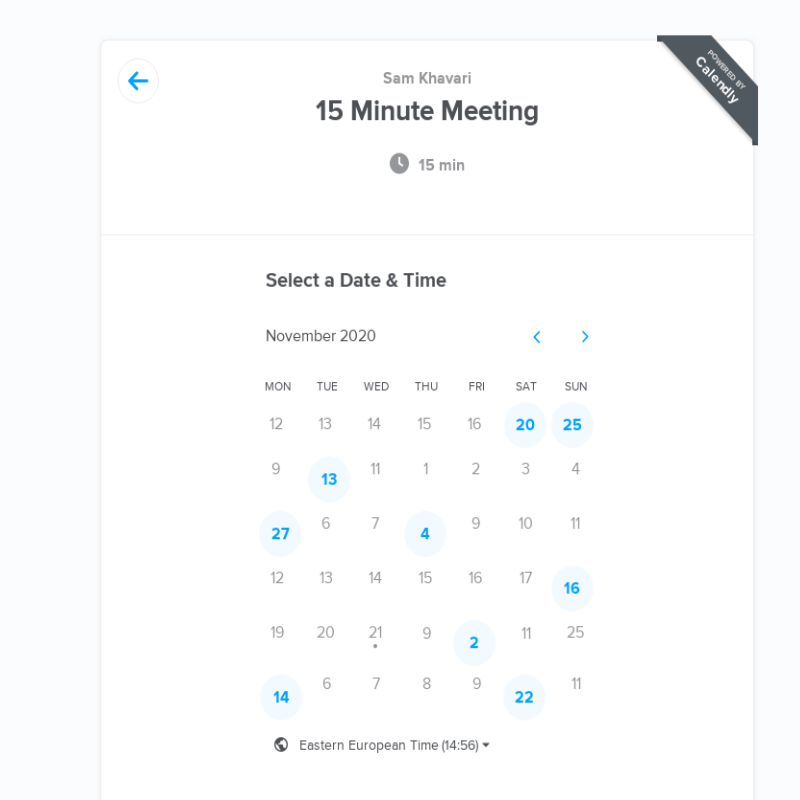 POWERED BY
Calendly
Sam Khavari
15 Minute Meeting
15 min
Select a Date & Time
November 2020
MON TUE WED THU FRI SAT SUN
12 13 14 15 16 20 25
9 13 11 1 2 3 4
27 6 7 4 9 10 11
12 13 14 15 16 17 16
19 20 21 9 2 11 25
14 6 7 8 9 22 11
Eastern European Time (14:56)